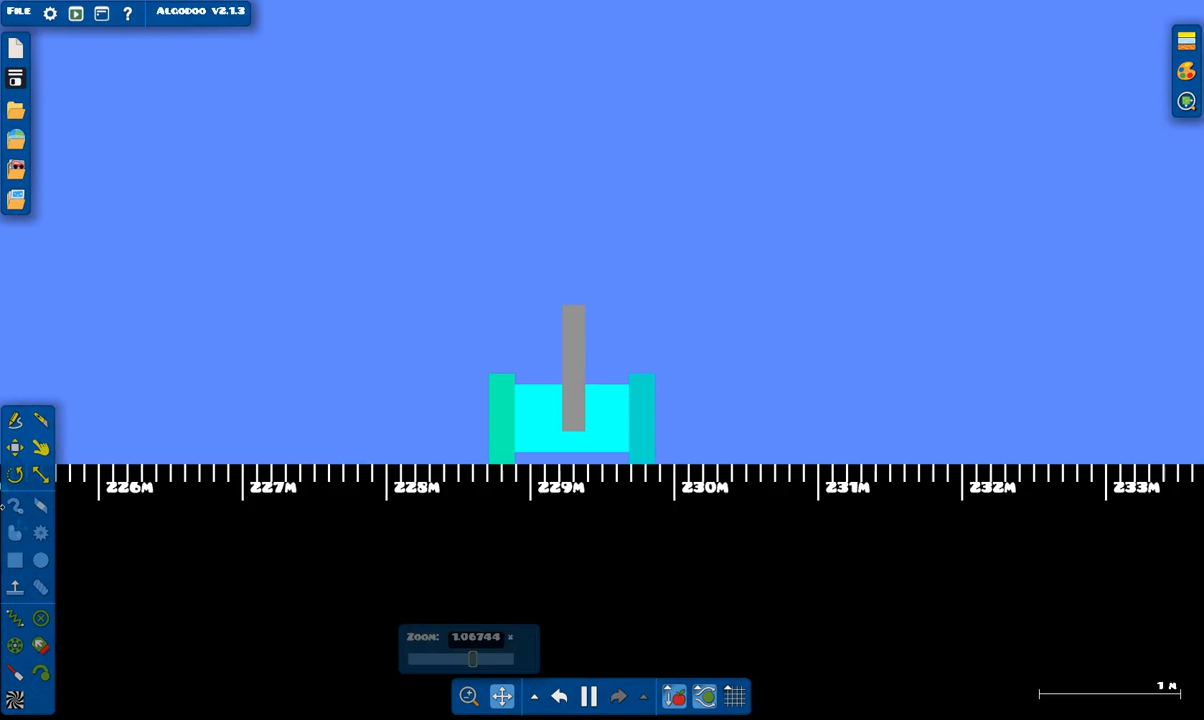 File
?
Algodoo v2.1.3
226m 227m 228m 229m 230m 231m 232m 233m
Zoom: 1.06744 x
1 m